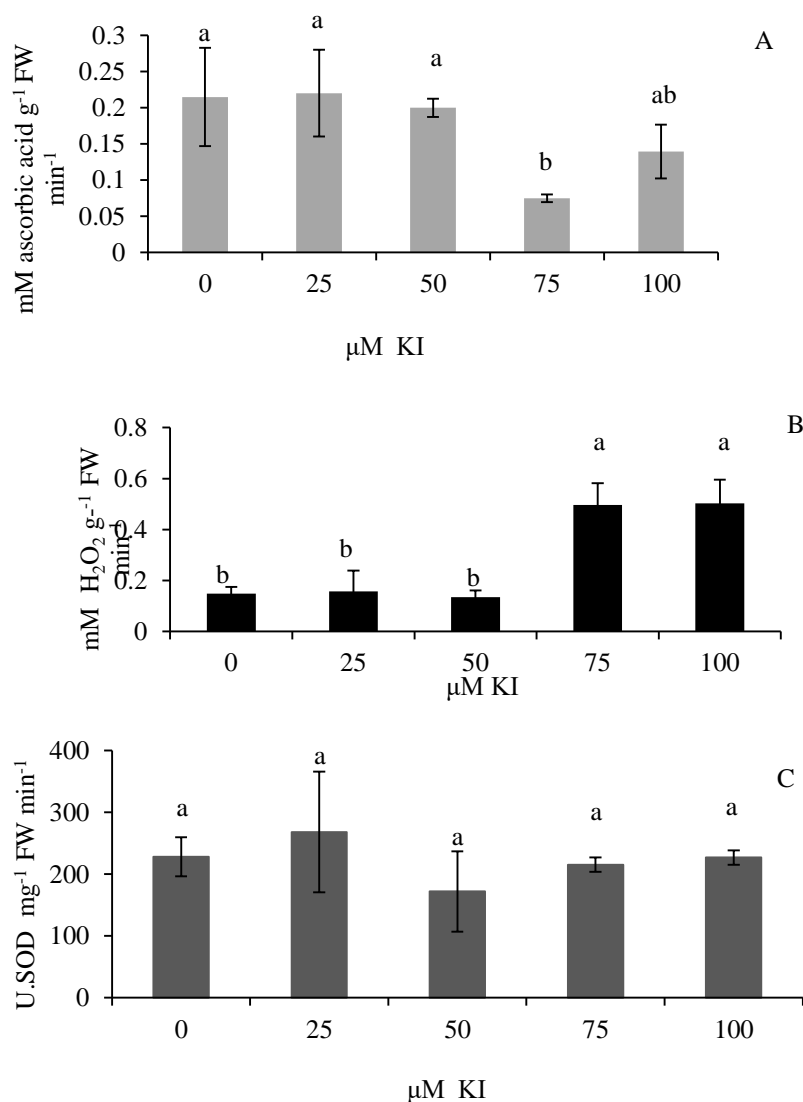 A
mM ascorbic acid g⁻¹ FW
min⁻¹
0.3
0.25
0.2
0.15
0.1
0.05
0
a
a
a
b
ab
0 25 50 75 100
μM KI
B
mM H₂O₂ g-⁻¹ FW
min⁻¹
0.8
0.6
0.4
0.2
0
b
b
b
a
a
0 25 50 75 100
μM KI
C
U.SOD mg⁻¹ FW min⁻¹
400
300
200
100
0
a
a
a
a
a
0 25 50 75 100
μM KI